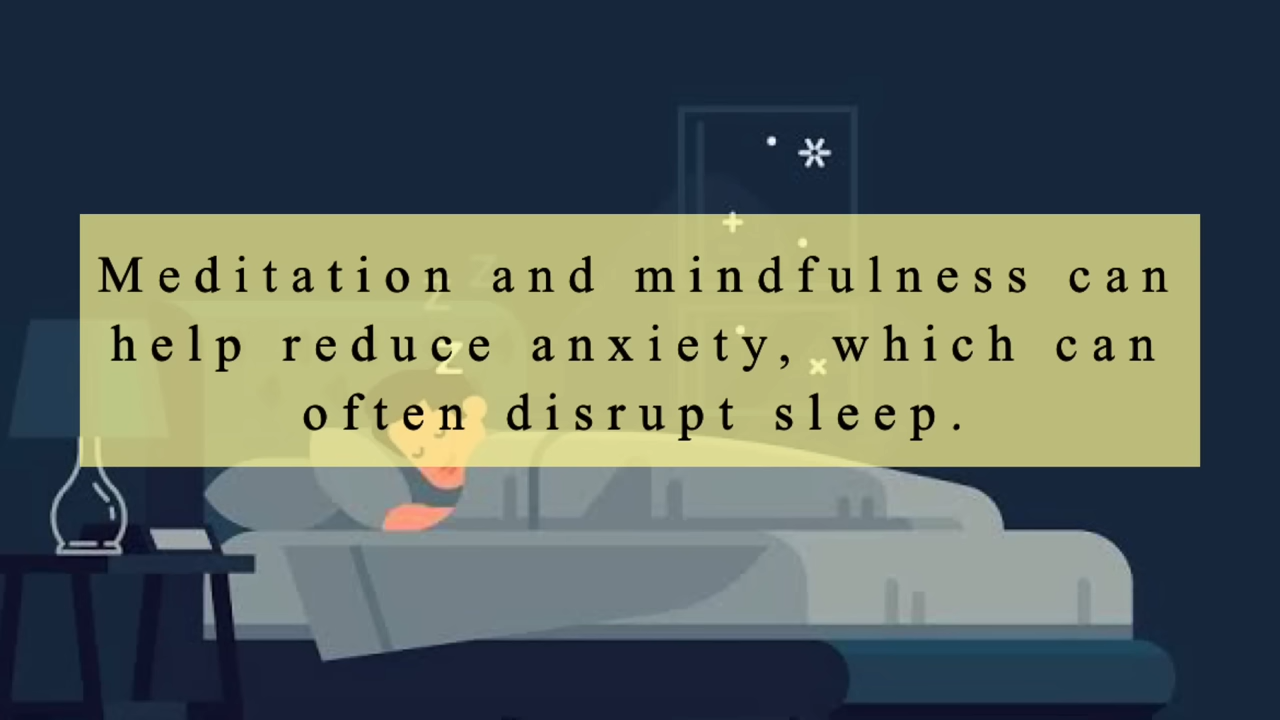 Meditation and mindfulness can
help reduce anxiety, which can
often disrupt sleep.
Z
Z
Z